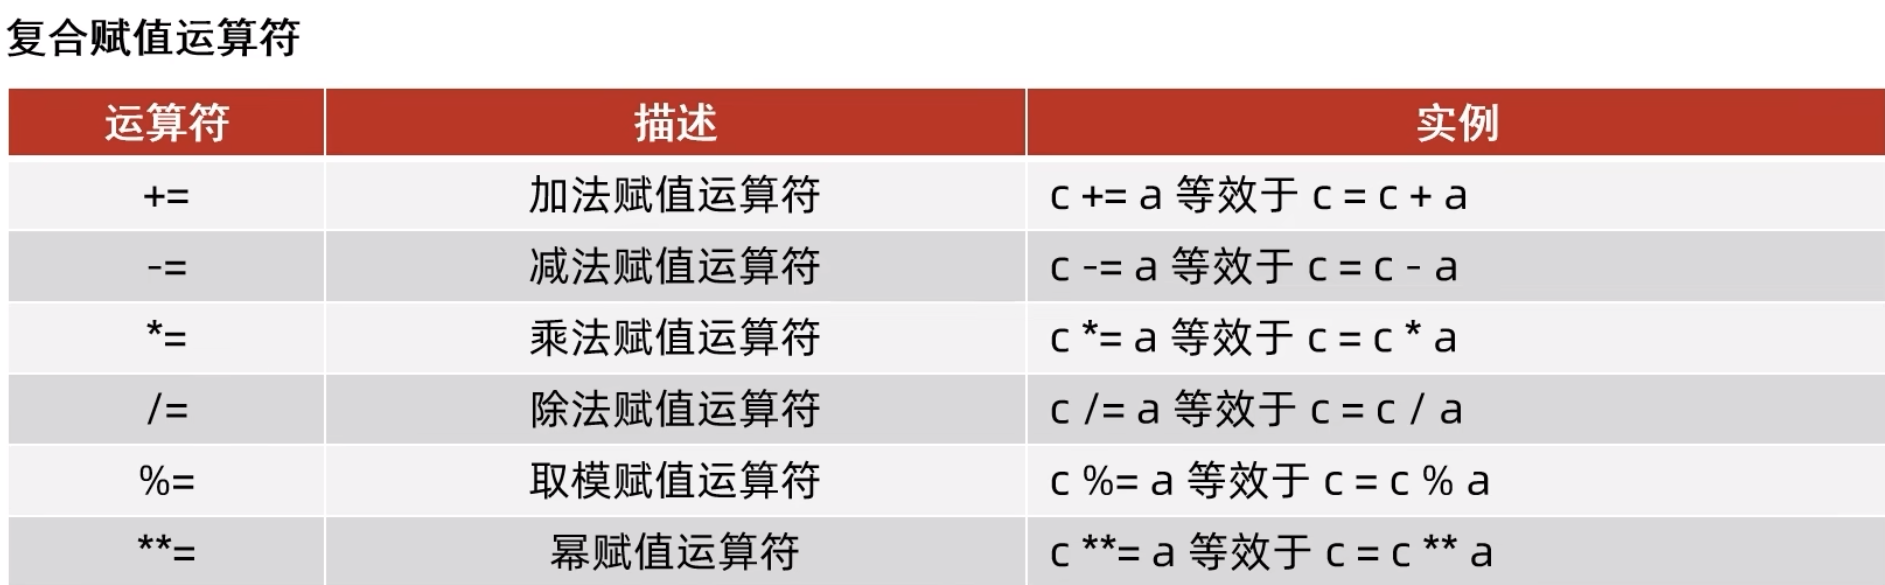 复合赋值运算符
运算符 描述 实例
+= 加法赋值运算符 c += a 等效于 c = c + a
-= 减法赋值运算符 c -= a 等效于 c = c - a
*= 乘法赋值运算符 c *= a 等效于 c = c * a
/= 除法赋值运算符 c /= a 等效于 c = c / a
%= 取模赋值运算符 c %= a 等效于 c = c % a
**= 幂赋值运算符 c **= a 等效于 c = c ** a